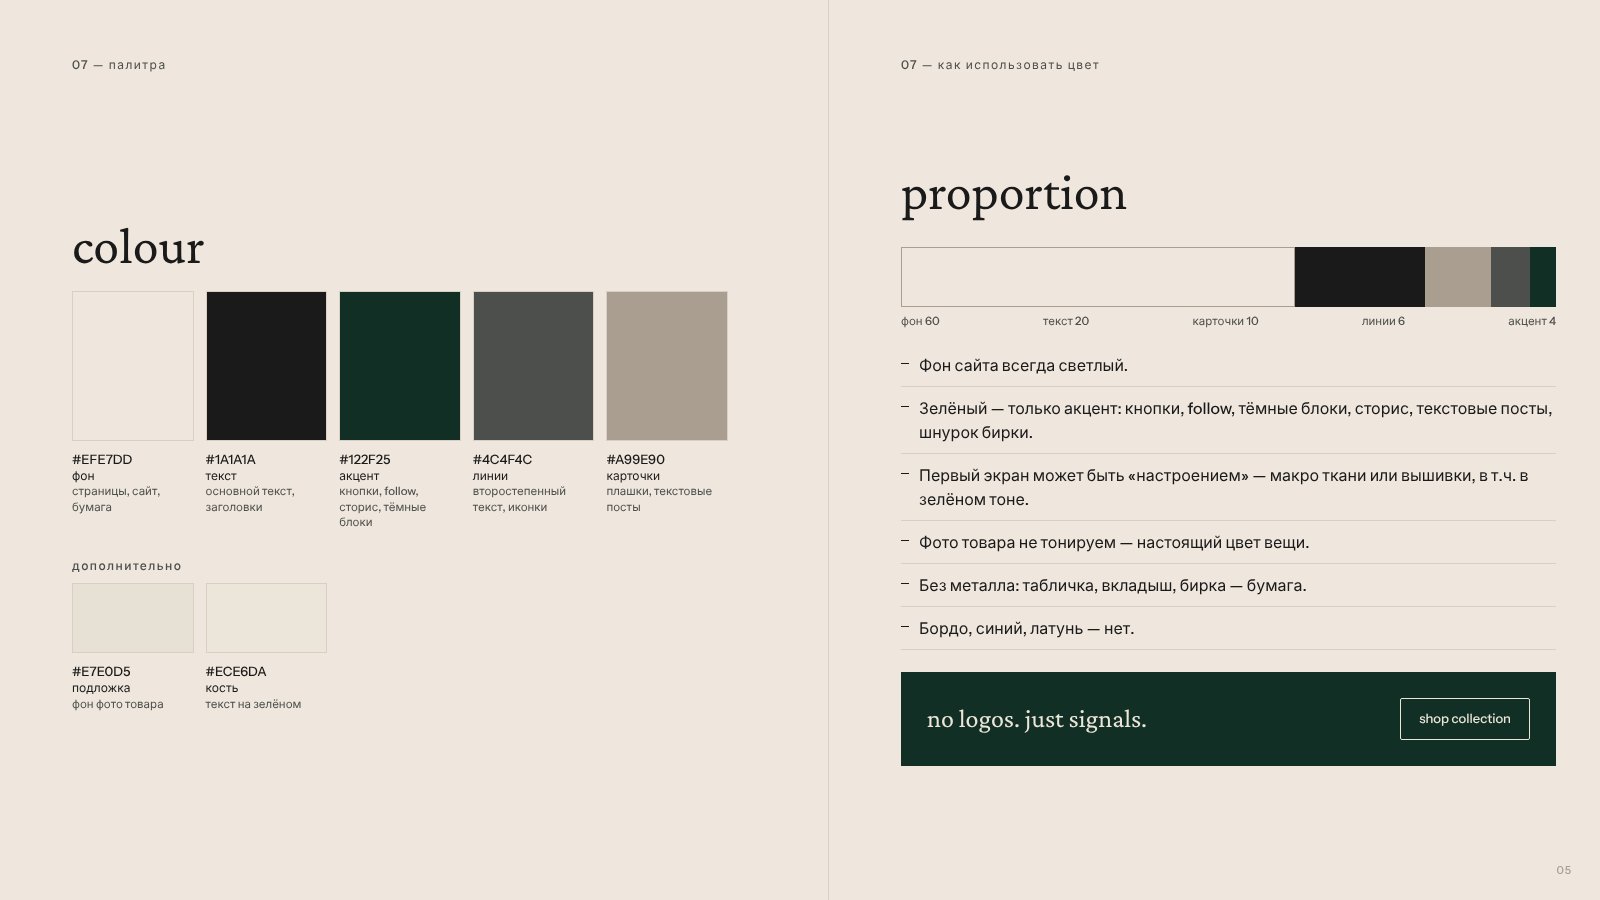 07 — палитра
colour
#EFE7DD
фон
страницы, сайт,
бумага
#1A1A1A
текст
основной текст,
заголовки
#122F25
акцент
кнопки, follow,
сторис, тёмные
блоки
#4C4F4C
линии
второстепенный
текст, иконки
#A99E90
карточки
плашки, текстовые
посты
дополнительно
#E7E0D5
подложка
фон фото товара
#ECE6DA
кость
текст на зелёном
07 — как использовать цвет
proportion
фон 60
текст 20
карточки 10
линии 6
акцент 4
– Фон сайта всегда светлый.
– Зелёный — только акцент: кнопки, follow, тёмные блоки, сторис, текстовые посты,
шнурок бирки.
– Первый экран может быть «настроением» — макро ткани или вышивки, в т.ч. в
зелёном тоне.
– Фото товара не тонируем — настоящий цвет вещи.
– Без металла: табличка, вкладыш, бирка — бумага.
– Бордо, синий, латунь — нет.
no logos. just signals.
shop collection
05